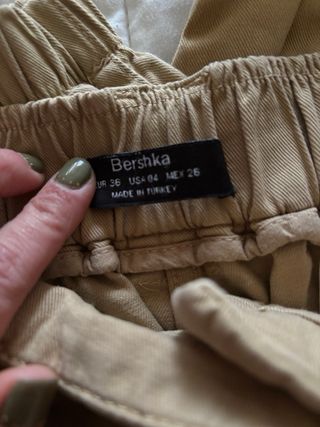 Bershka
UR 36 USA 04 MEX 26
MADE IN TURKEY